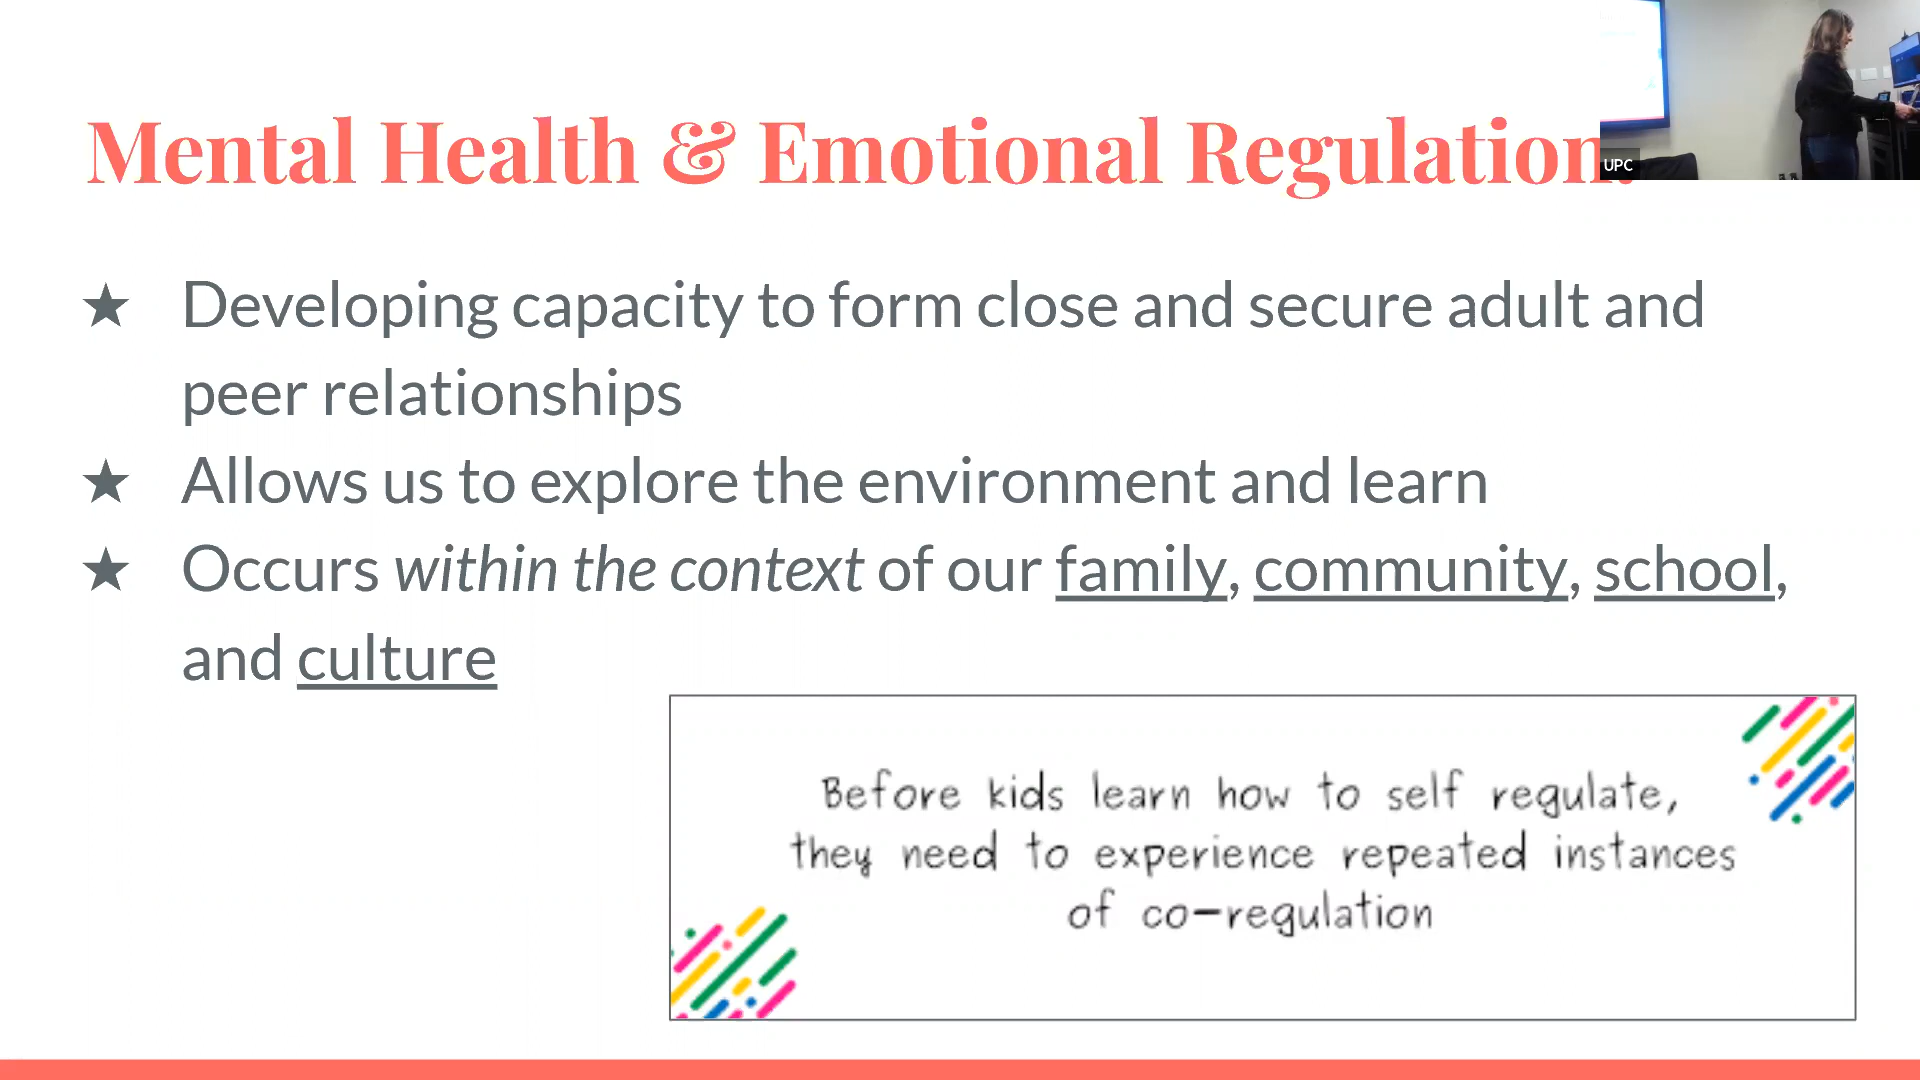 Mental Health & Emotional Regulation.
UPC
★ Developing capacity to form close and secure adult and
peer relationships
★ Allows us to explore the environment and learn
★ Occurs within the context of our family, community, school,
and culture
Before kids learn how to self regulate,
they need to experience repeated instances
of co-regulation